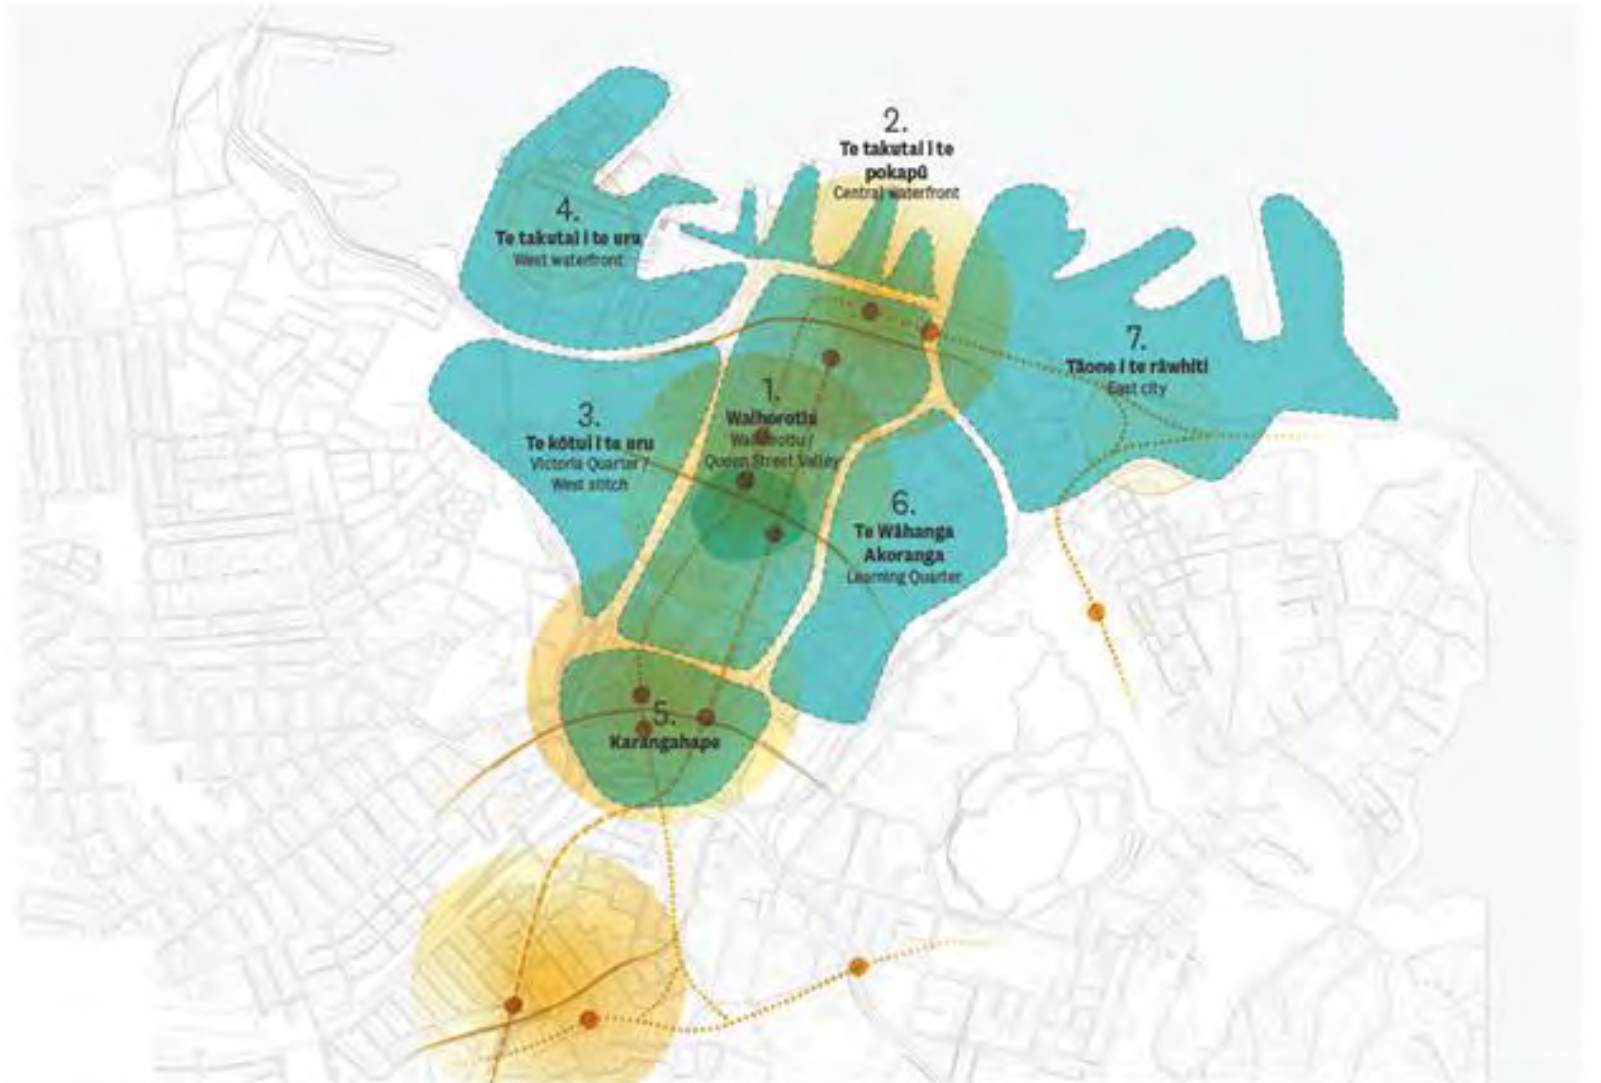 2.
Te takutai i te
pokapū
Central waterfront
4.
Te takutai i te uru
West waterfront
7.
Tāone i te rāwhiti
East city
1.
Waihorotiu
Waihorotiu /
Queen Street Valley
3.
Te kōtui i te uru
Victoria Quarter /
West stitch
6.
Te Wāhanga
Akoranga
Learning Quarter
5.
Karangahape